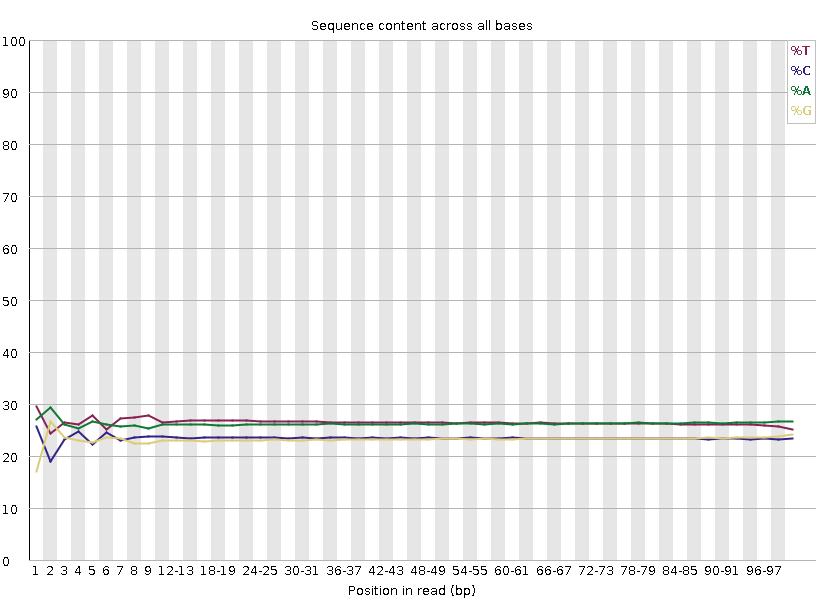 Sequence content across all bases
100
90
80
70
60
50
40
30
20
10
0
%T
%C
%A
%G
1 2 3 4 5 6 7 8 9 12-13 18-19 24-25 30-31 36-37 42-43 48-49 54-55 60-61 66-67 72-73 78-79 84-85 90-91 96-97
Position in read (bp)